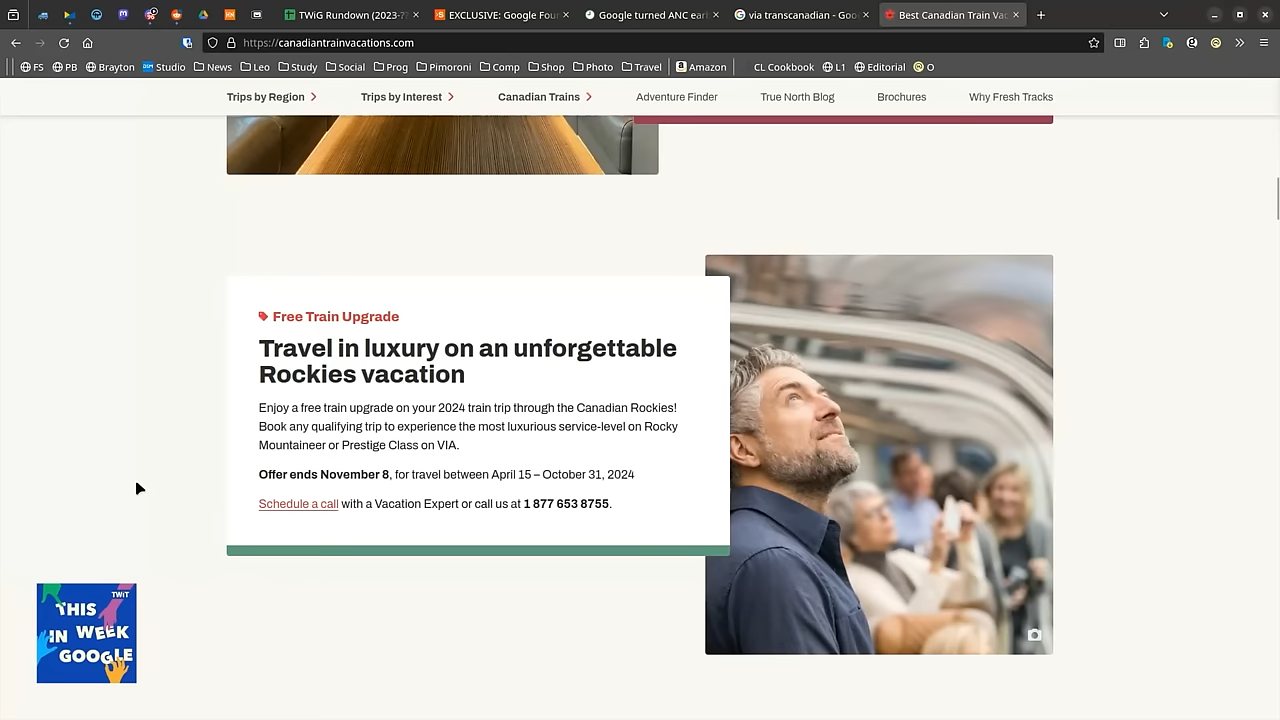 TWiG Rundown (2023-??
EXCLUSIVE: Google Four
Google turned ANC earb
via transcanadian - Goo
Best Canadian Train Vac
https://canadiantrainvacations.com
FS
PB
Brayton
Studio
News
Leo
Study
Social
Prog
Pimoroni
Comp
Shop
Photo
Travel
Amazon
CL Cookbook
L1
Editorial
O
Trips by Region
Trips by Interest
Canadian Trains
Adventure Finder
True North Blog
Brochures
Why Fresh Tracks
Free Train Upgrade
Travel in luxury on an unforgettable
Rockies vacation
Enjoy a free train upgrade on your 2024 train trip through the Canadian Rockies!
Book any qualifying trip to experience the most luxurious service-level on Rocky
Mountaineer or Prestige Class on VIA.
Offer ends November 8, for travel between April 15 – October 31, 2024
Schedule a call with a Vacation Expert or call us at 1 877 653 8755.
TWiT
THIS
IN WEEK
GOOGLE